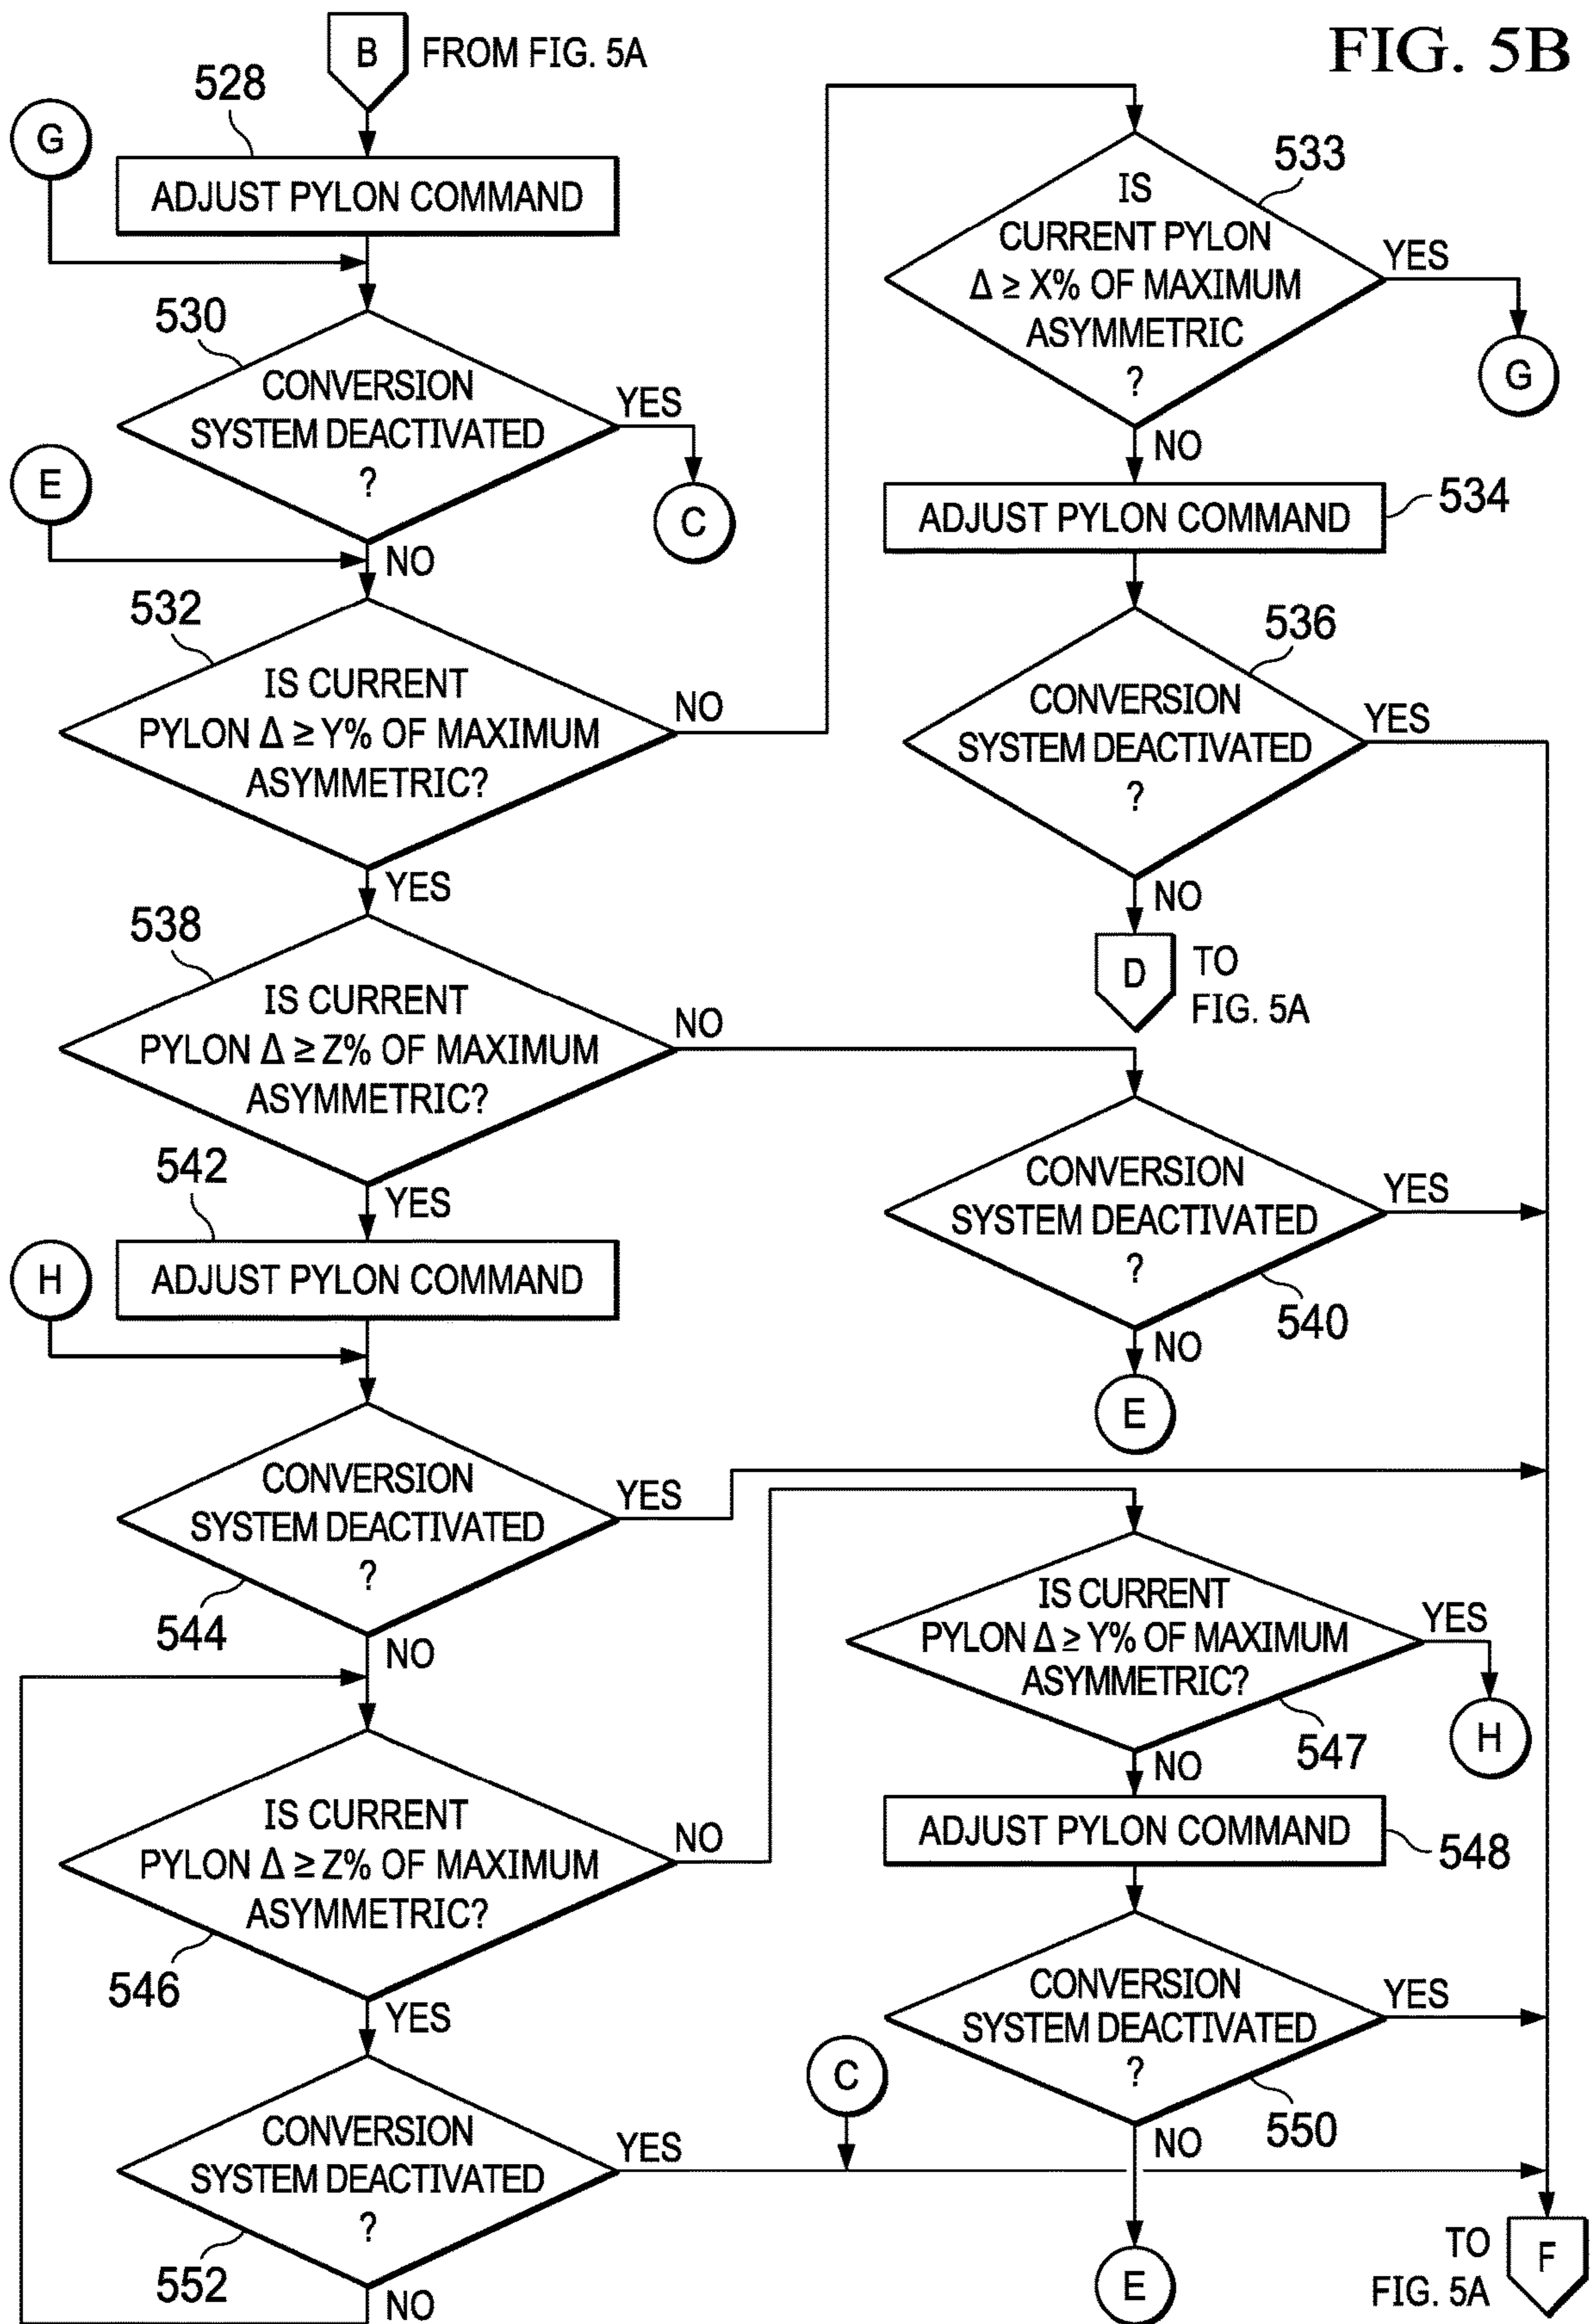 FIG. 5B
B
FROM FIG. 5A
528
G
ADJUST PYLON COMMAND
530
CONVERSION
SYSTEM DEACTIVATED
?
YES
C
E
NO
532
IS CURRENT
PYLON Δ ≥ Y% OF MAXIMUM
ASYMMETRIC?
NO
YES
533
IS
CURRENT PYLON
Δ ≥ X% OF MAXIMUM
ASYMMETRIC
?
YES
G
NO
ADJUST PYLON COMMAND
534
536
CONVERSION
SYSTEM DEACTIVATED
?
YES
NO
D
TO
FIG. 5A
538
IS CURRENT
PYLON Δ ≥ Z% OF MAXIMUM
ASYMMETRIC?
NO
YES
CONVERSION
SYSTEM DEACTIVATED
?
YES
540
NO
E
542
H
ADJUST PYLON COMMAND
CONVERSION
SYSTEM DEACTIVATED
?
YES
544
NO
IS CURRENT
PYLON Δ ≥ Z% OF MAXIMUM
ASYMMETRIC?
NO
546
YES
IS CURRENT
PYLON Δ ≥ Y% OF MAXIMUM
ASYMMETRIC?
YES
H
547
NO
ADJUST PYLON COMMAND
548
CONVERSION
SYSTEM DEACTIVATED
?
YES
550
NO
E
CONVERSION
SYSTEM DEACTIVATED
?
YES
C
552
NO
TO
FIG. 5A
F